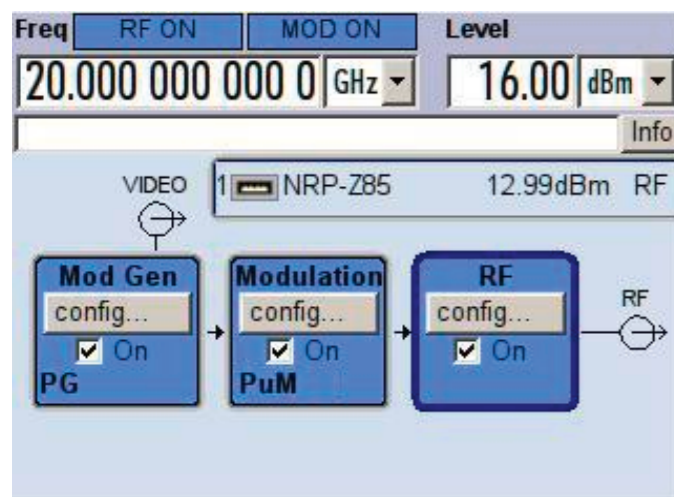 Freq RF ON MOD ON Level
20.000 000 000 0 GHz 16.00 dBm
Info
VIDEO 1 NRP-Z85 12.99dBm RF
Mod Gen Modulation RF
config... config... config... RF
On On On
PG PuM